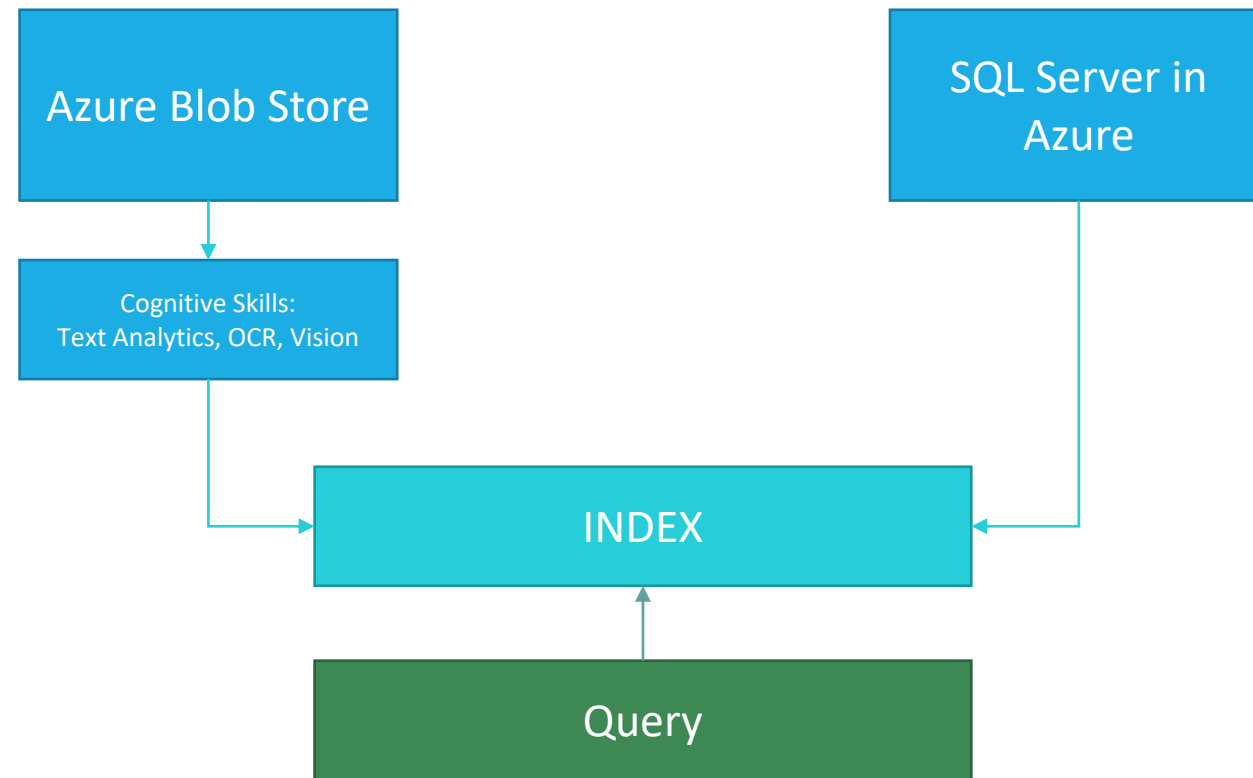 Azure Blob Store
SQL Server in
Azure
Cognitive Skills:
Text Analytics, OCR, Vision
INDEX
Query